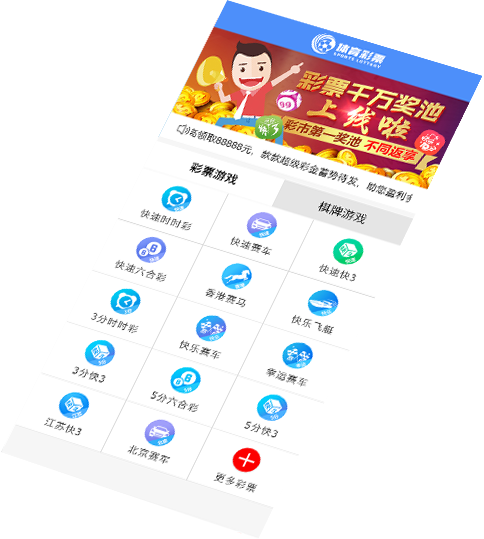 体育彩票
SPORTS LOTTERY
彩票千万奖池
上线啦
彩市第一奖池 不同返享
99
快3
领取88888元, 款款超级彩金蓄势待发, 助您盈利
彩票游戏
棋牌游戏
快速时时彩
快速赛车
快速快3
快速六合彩
香港赛马
快乐飞艇
3分时时彩
快乐赛车
幸运赛车
3分快3
5分六合彩
5分快3
江苏快3
北京赛车
更多彩票